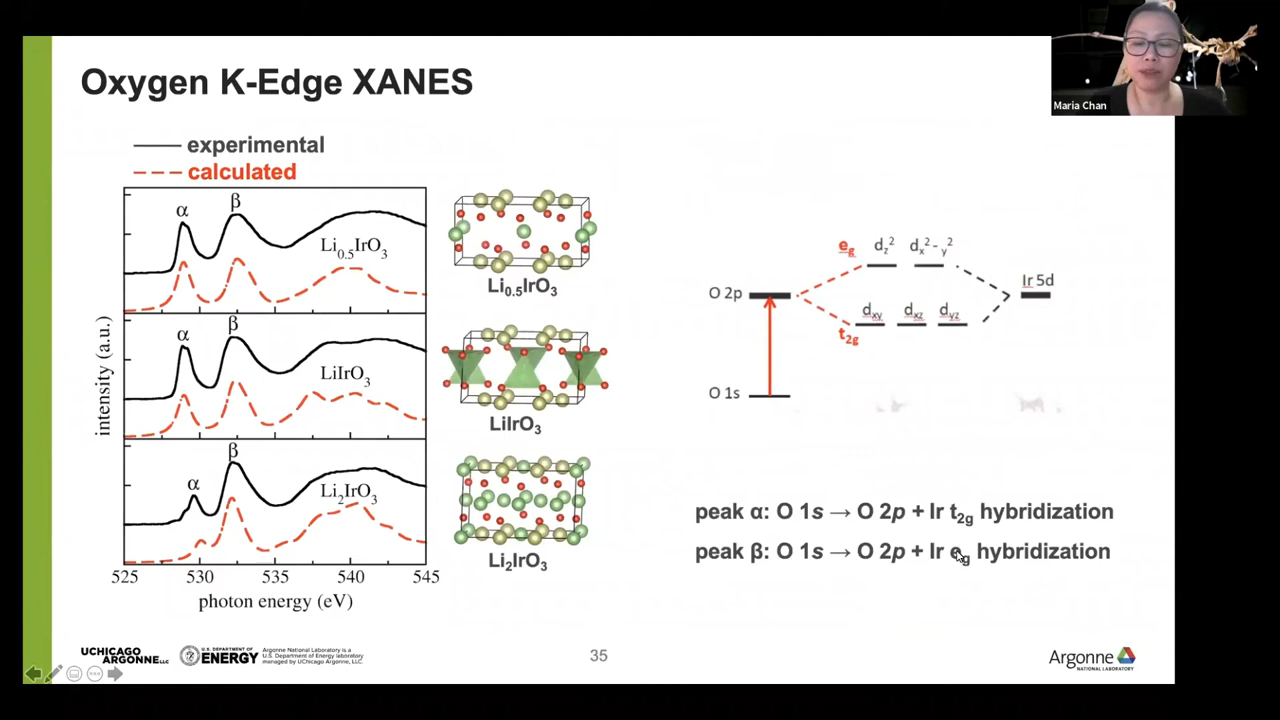 Oxygen K-Edge XANES
Maria Chan
experimental
calculated
α
β
Li0.5IrO3
α
β
LiIrO3
α
β
Li2IrO3
intensity (a.u.)
525 530 535 540 545
photon energy (eV)
Li0.5IrO3
LiIrO3
Li2IrO3
eg dz2 dx2-y2
O 2p
Ir 5d
dxy dxz dyz
t2g
O 1s
peak α: O 1s → O 2p + Ir t2g hybridization
peak β: O 1s → O 2p + Ir eg hybridization
UCHICAGO
ARGONNE LLC
U.S. DEPARTMENT OF
ENERGY
Argonne National Laboratory is a
U.S. Department of Energy laboratory
managed by UChicago Argonne, LLC.
35
Argonne
NATIONAL LABORATORY